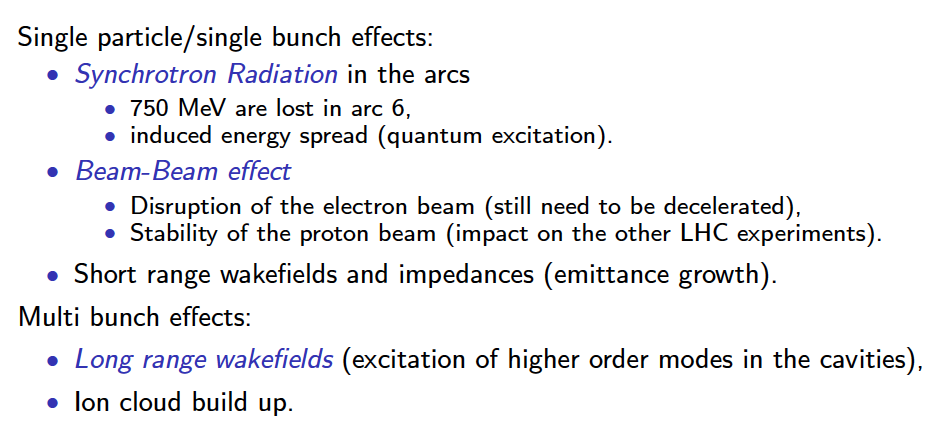 Single particle/single bunch effects:
• Synchrotron Radiation in the arcs
• 750 MeV are lost in arc 6,
• induced energy spread (quantum excitation).
• Beam-Beam effect
• Disruption of the electron beam (still need to be decelerated),
• Stability of the proton beam (impact on the other LHC experiments).
• Short range wakefields and impedances (emittance growth).
Multi bunch effects:
• Long range wakefields (excitation of higher order modes in the cavities),
• Ion cloud build up.